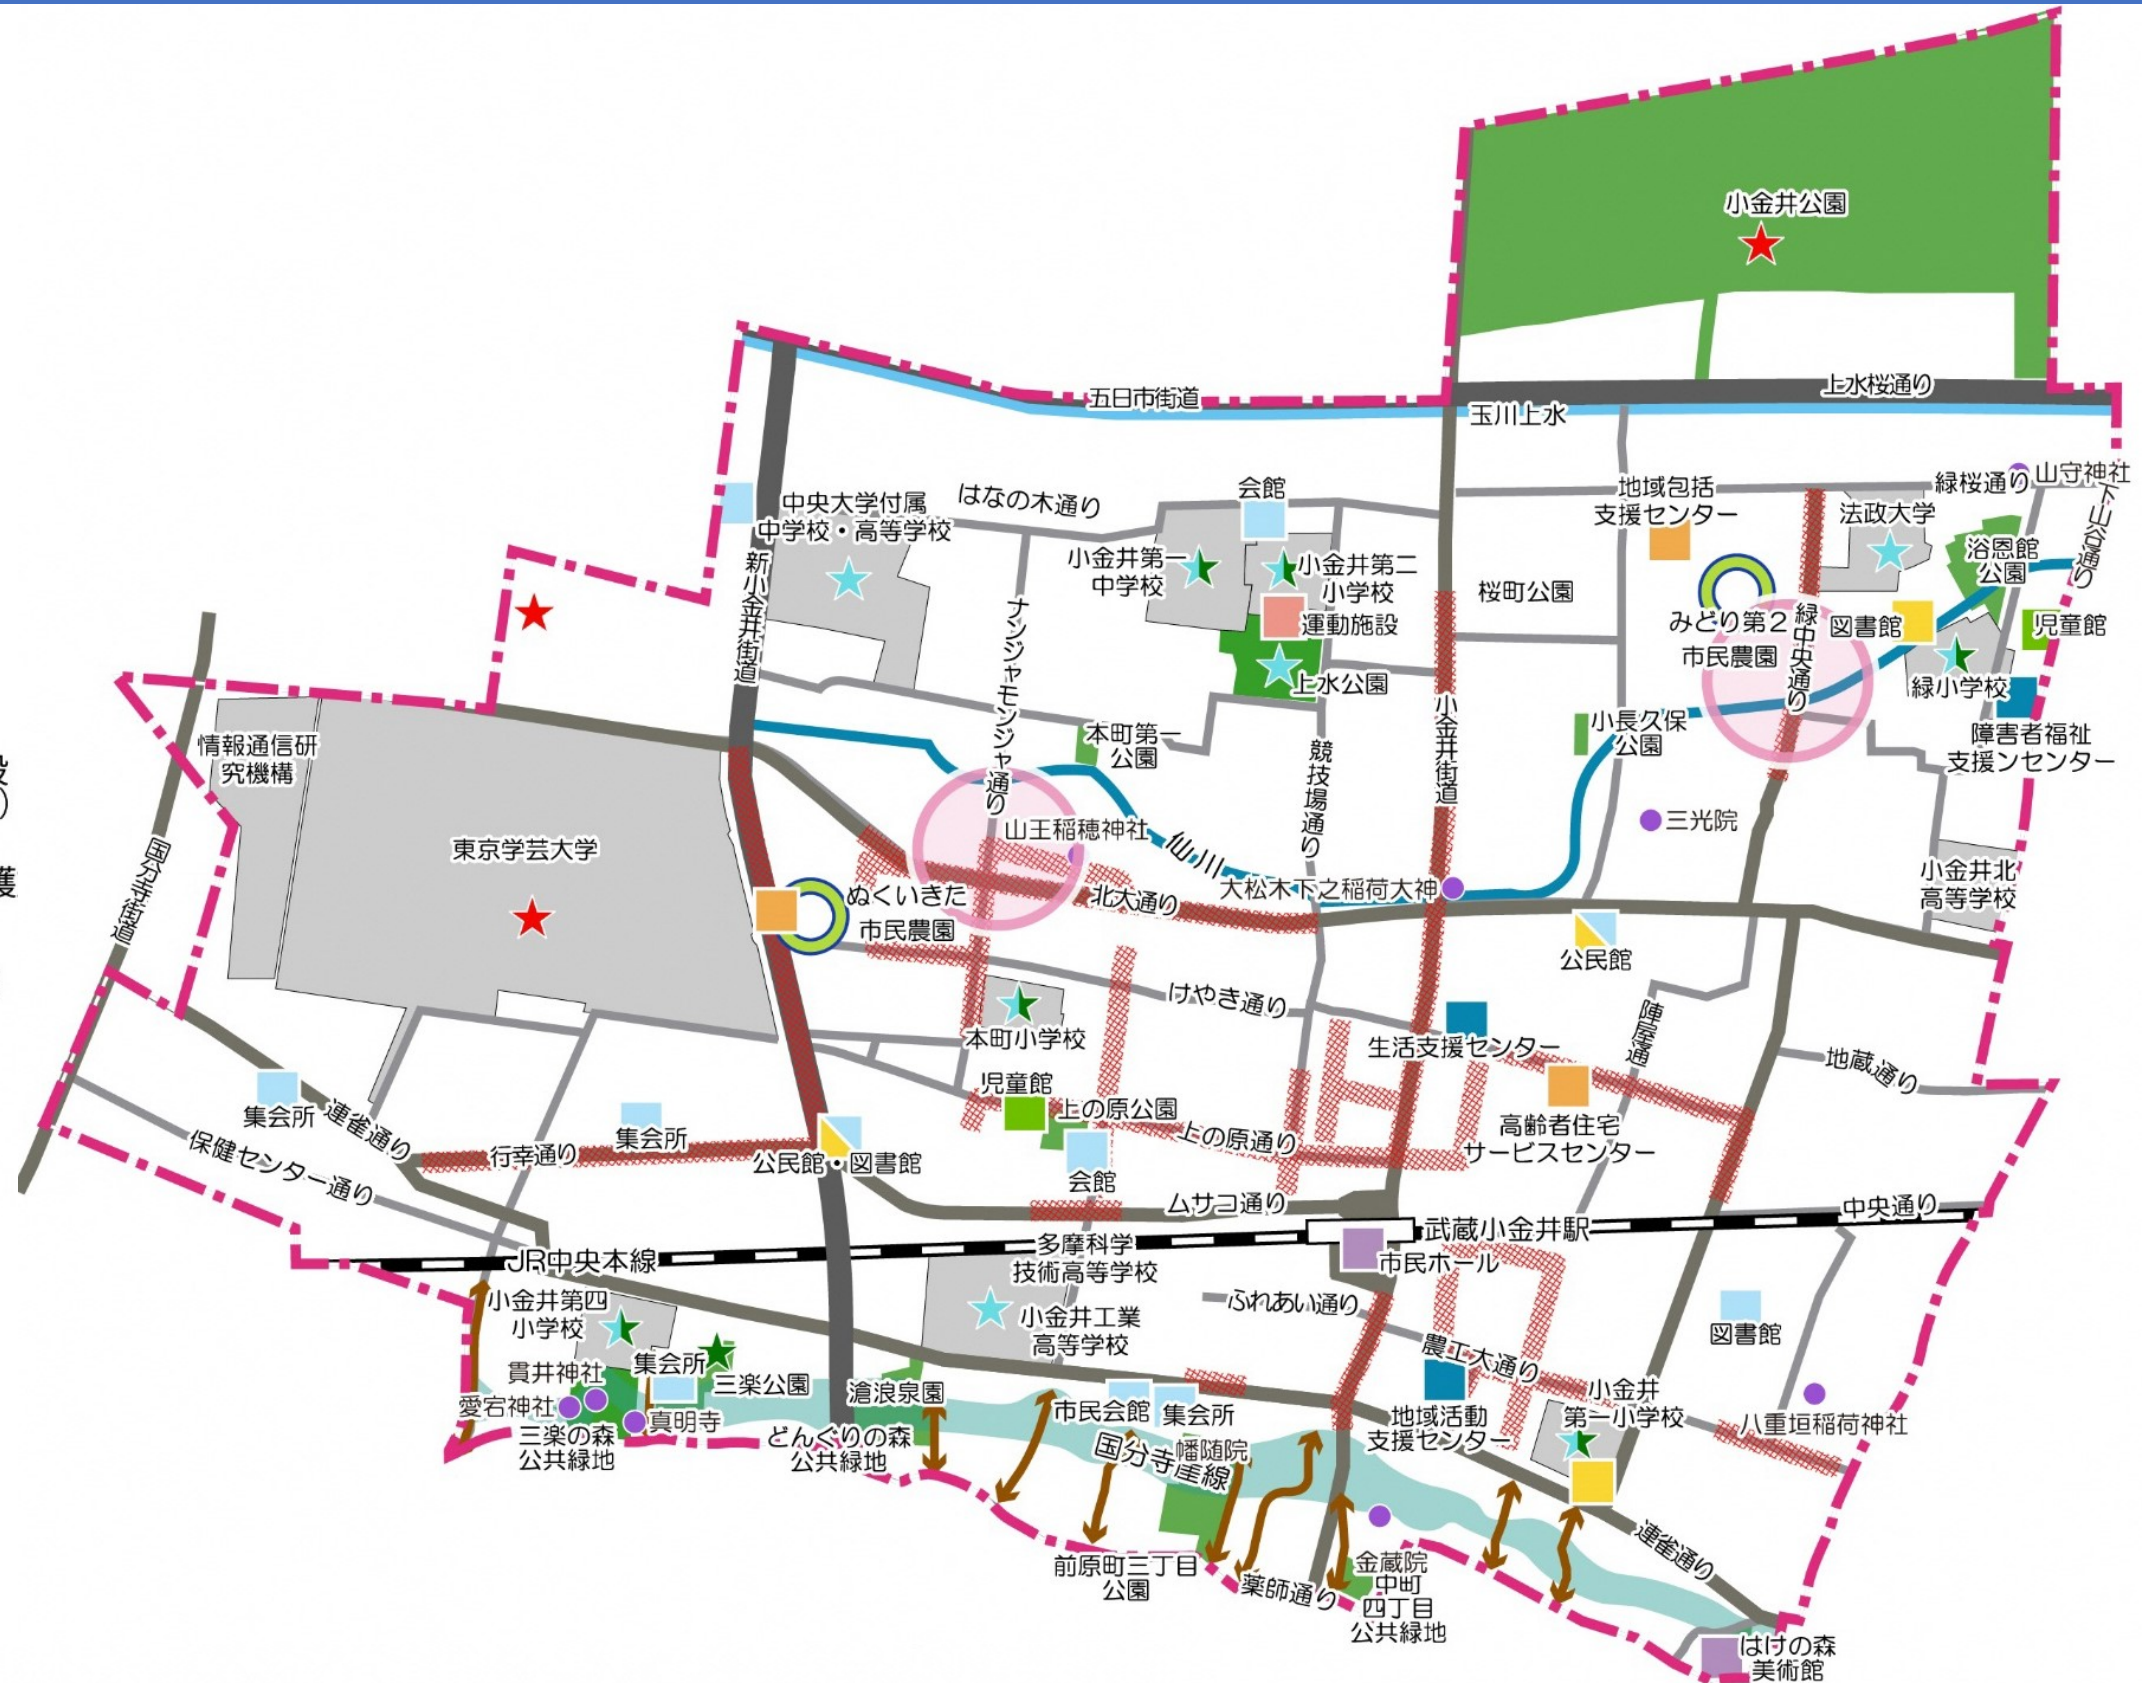 小金井公園
五日市街道
上水桜通り
玉川上水
山守神社
緑桜通り
下山谷通り
会館
地域包括
支援センター
はなの木通り
中央大学付属
中学校・高等学校
法政大学
浴恩館
公園
小金井第一
中学校
小金井第二
小学校
新小金井街道
桜町公園
運動施設
みどり第2
市民農園
緑中央通り
図書館
児童館
ナンジャモンジャ通り
上水公園
緑小学校
小金井街道
本町第一
公園
小長久保
公園
障害者福祉
支援ンセンター
情報通信研
究機構
競技場通り
三光院
山王稲穂神社
仙川
東京学芸大学
国分寺街道
大松木下之稲荷大神
小金井北
高等学校
ぬくいきた
市民農園
北大通り
公民館
けやき通り
陣屋通
本町小学校
生活支援センター
地蔵通り
児童館
上の原公園
集会所
連雀通り
集会所
上の原通り
高齢者住宅
サービスセンター
保健センター通り
行幸通り
公民館・図書館
会館
ムサコ通り
中央通り
武蔵小金井駅
JR中央本線
多摩科学
技術高等学校
市民ホール
小金井第四
小学校
ふれあい通り
小金井工業
高等学校
図書館
農工大通り
集会所
貫井神社
三楽公園
滄浪泉園
小金井
第一小学校
愛宕神社
真明寺
市民会館
集会所
地域活動
支援センター
八重垣稲荷神社
三楽の森
公共緑地
どんぐりの森
公共緑地
国分寺崖線
幡随院
連雀通り
前原町三丁目
公園
薬師通り
金蔵院
中町
四丁目
公共緑地
はけの森
美術館
護